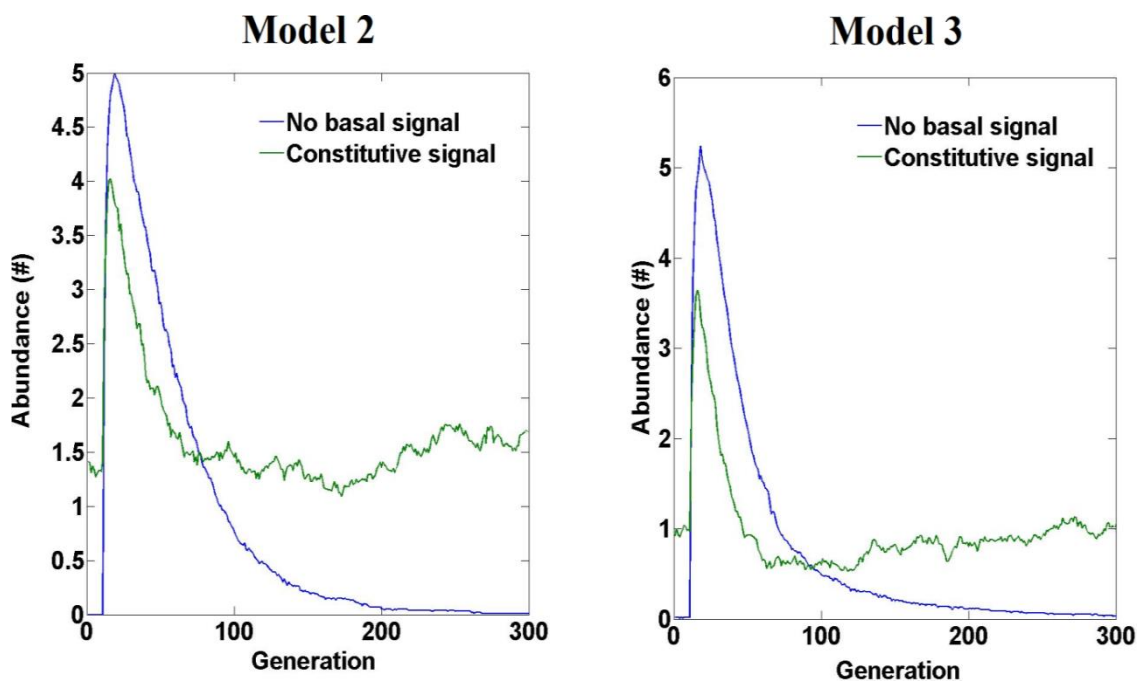 Model 2
5
4.5
4
3.5
3
2.5
2
1.5
1
0.5
0
Abundance (#)
No basal signal
Constitutive signal
0 100 200 300
Generation
Model 3
6
5
4
3
2
1
0
Abundance (#)
No basal signal
Constitutive signal
0 100 200 300
Generation